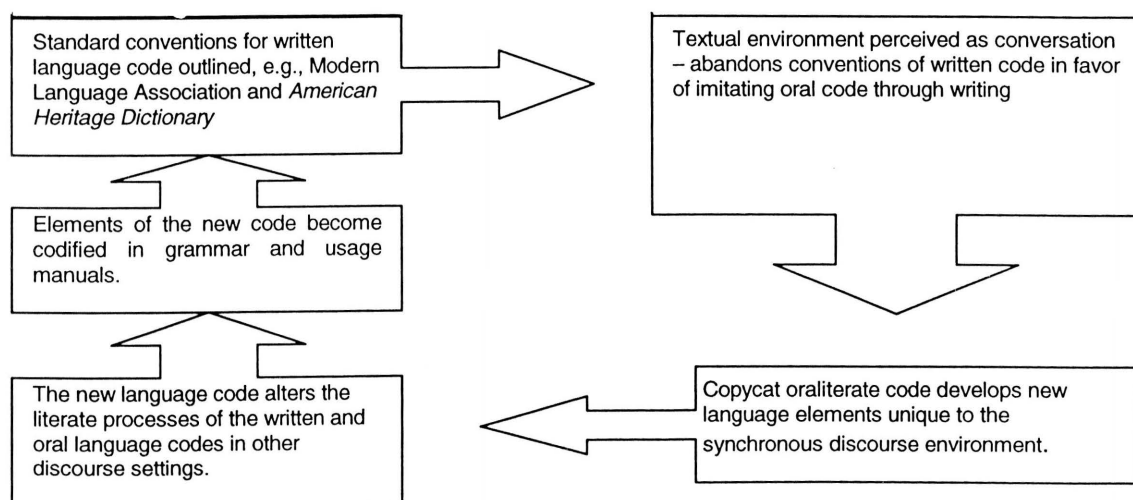 Standard conventions for written
language code outlined, e.g., Modern
Language Association and American
Heritage Dictionary
Textual environment perceived as conversation
– abandons conventions of written code in favor
of imitating oral code through writing
Elements of the new code become
codified in grammar and usage
manuals.
The new language code alters the
literate processes of the written and
oral language codes in other
discourse settings.
Copycat oraliterate code develops new
language elements unique to the
synchronous discourse environment.